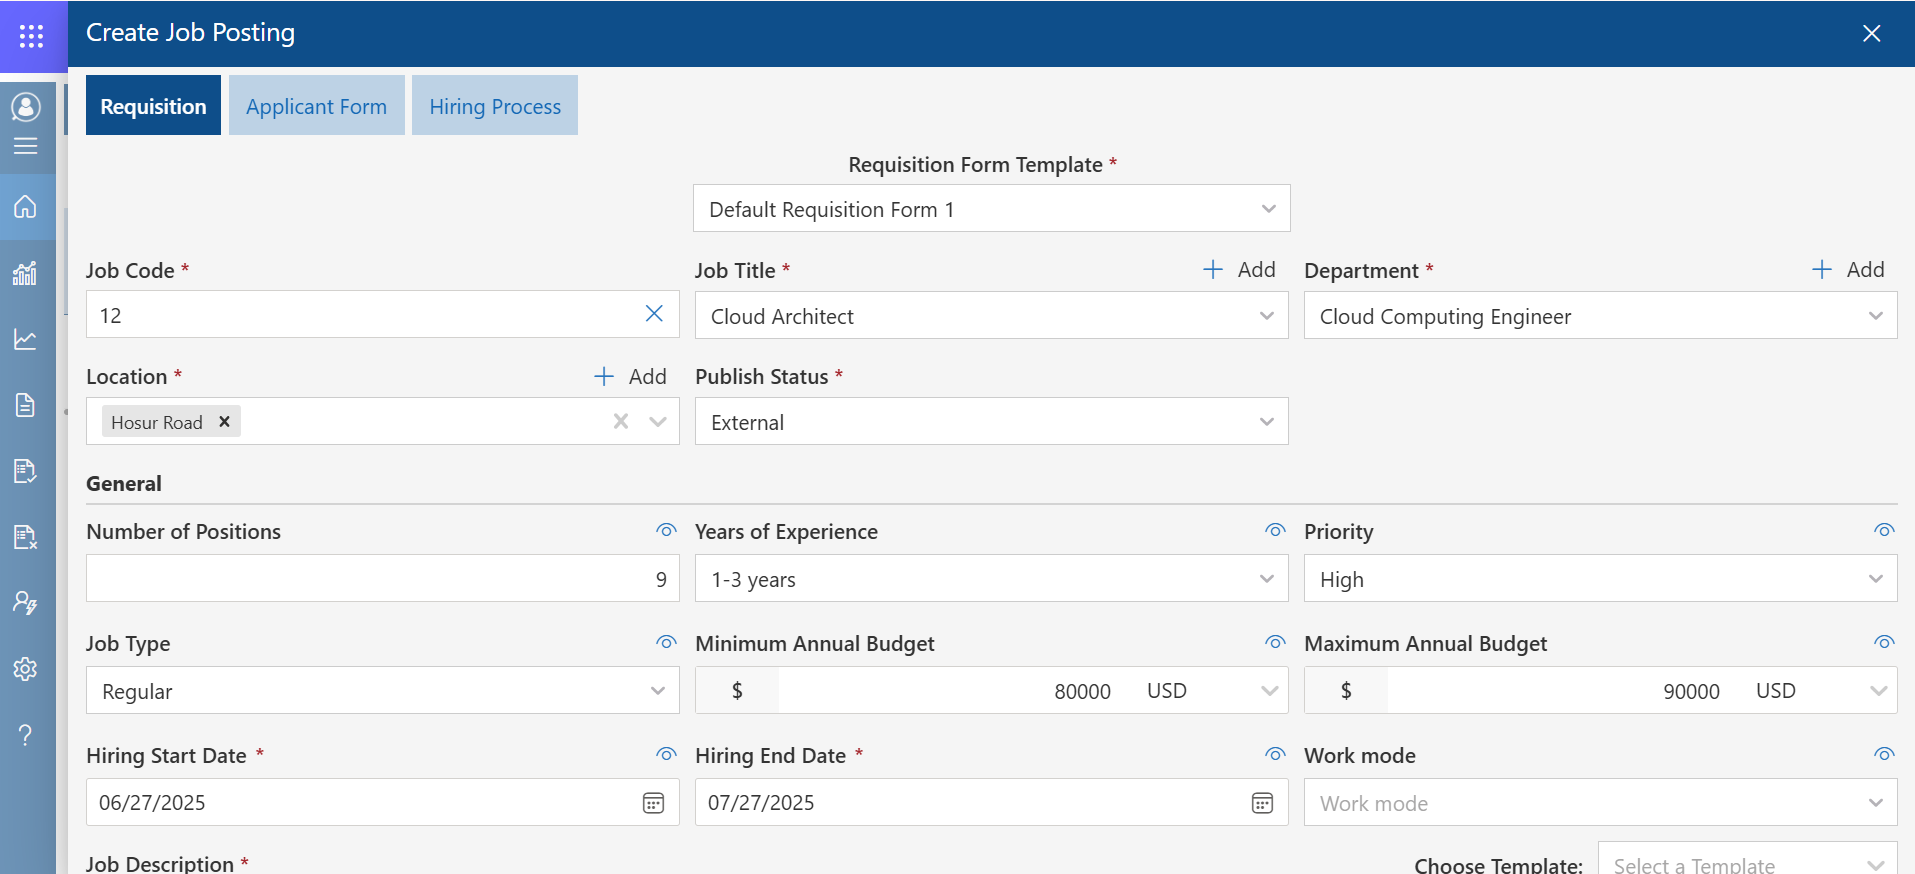 Create Job Posting
Requisition Applicant Form Hiring Process
Requisition Form Template *
Default Requisition Form 1
Job Code * Job Title * Add Department * Add
12 Cloud Architect Cloud Computing Engineer
Location * Add Publish Status *
Hosur Road External
General
Number of Positions Years of Experience Priority
9 1-3 years High
Job Type Minimum Annual Budget Maximum Annual Budget
Regular $ 80000 USD $ 90000 USD
Hiring Start Date * Hiring End Date * Work mode
06/27/2025 07/27/2025 Work mode
Job Description * Choose Template: Select a Template